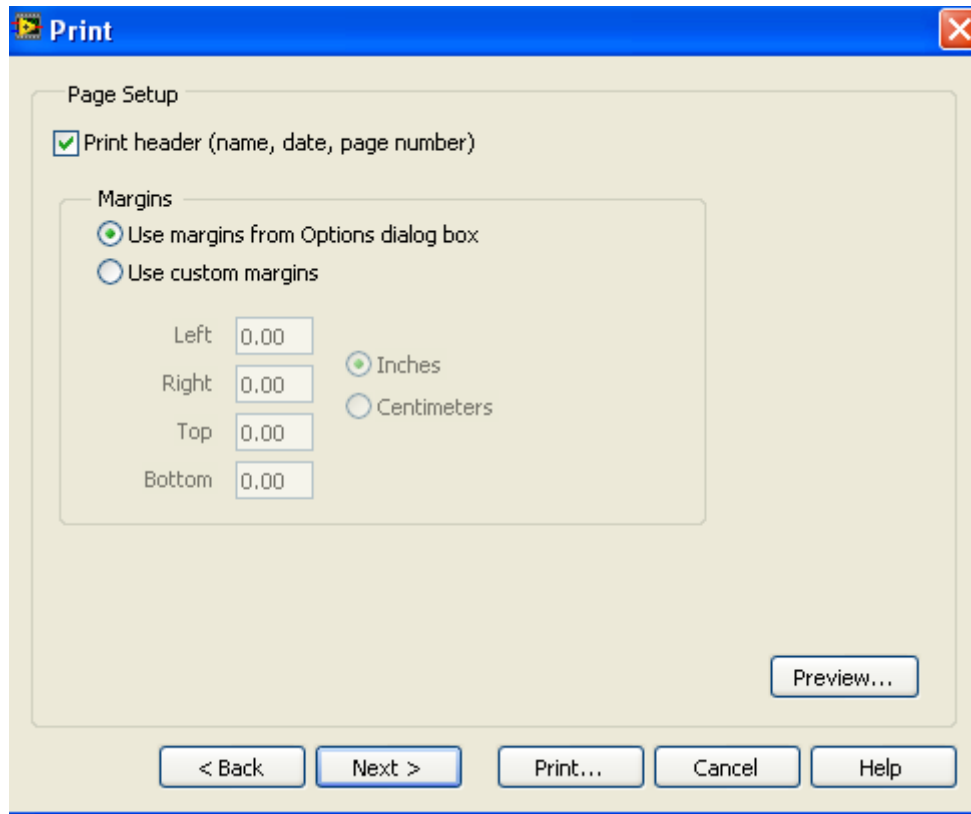 Print
Page Setup
Print header (name, date, page number)
Margins
Use margins from Options dialog box
Use custom margins
Left 0.00
Inches
Right 0.00
Centimeters
Top 0.00
Bottom 0.00
Preview...
< Back Next > Print... Cancel Help